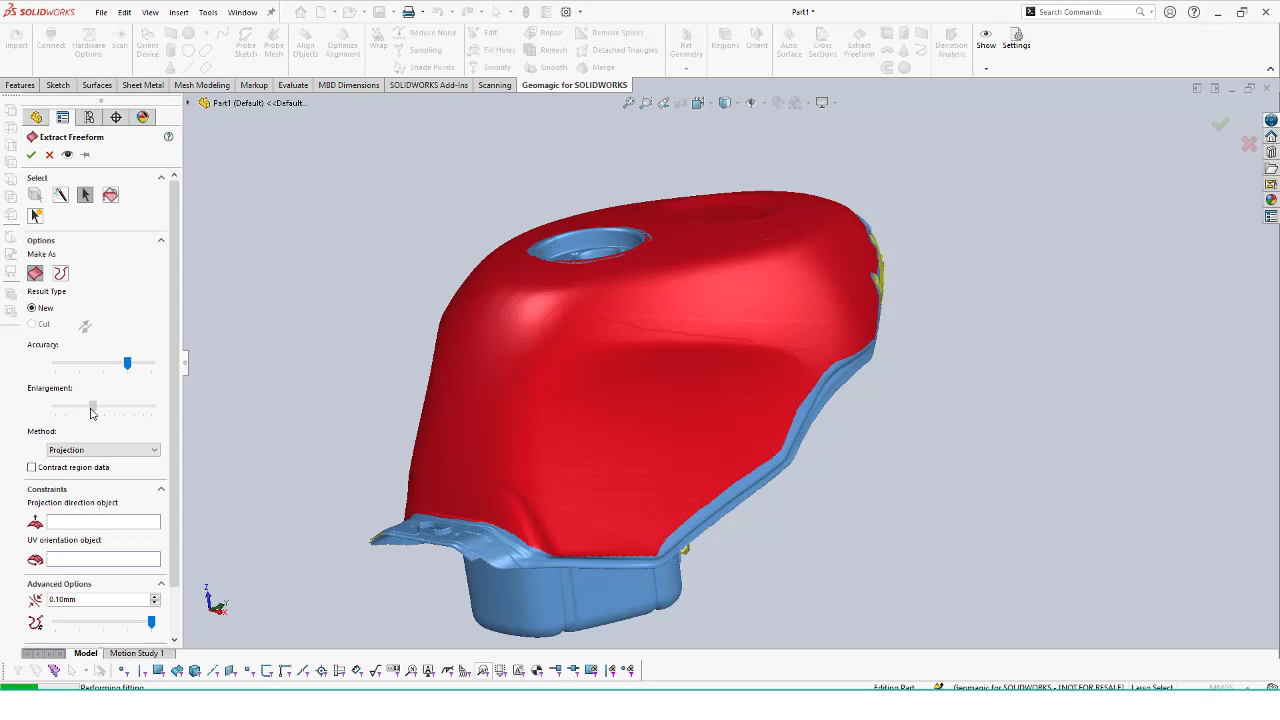 SOLIDWORKS File Edit View Insert Tools Window Part1 * Search Commands
Import Connect Hardware Options Scan Orient Device Probe Sketch Probe Mesh Align Objects Optimize Alignment Wrap Reduce Noise Sampling Shade Points Edit Fill Holes Simplify Repair Remesh Smooth Remove Spikes Detached Triangles Merge Ref Geometry Regions Orient Auto Surface Cross Sections Extract Freeform Deviation Analysis Show Settings
Features Sketch Surfaces Sheet Metal Mesh Modeling Markup Evaluate MBD Dimensions SOLIDWORKS Add-Ins Scanning Geomagic for SOLIDWORKS
Part1 (Default) <<Default...
Extract Freeform
Select
Options
Make As
Result Type
New
Cut
Accuracy:
Enlargement:
Method:
Projection
Contract region data
Constraints
Projection direction object
UV orientation object
Advanced Options
0.10mm
Z
Y
X
Model Motion Study 1
Performing fitting Editing Part Geomagic for SOLIDWORKS - [NOT FOR RESALE] Lasso Select MMGS